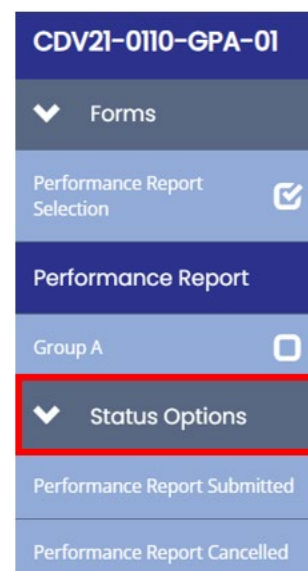 CDV21-0110-GPA-01
Forms
Performance Report
Selection
Performance Report
Group A
Status Options
Performance Report Submitted
Performance Report Cancelled